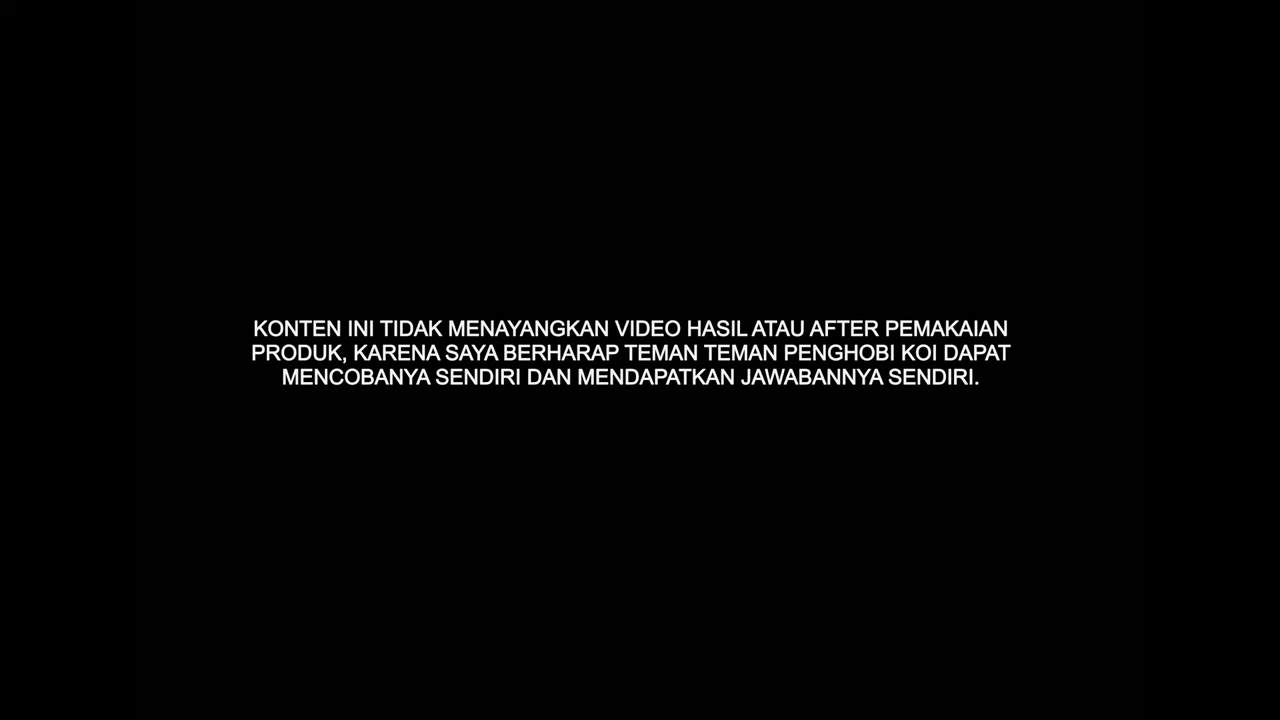 KONTEN INI TIDAK MENAYANGKAN VIDEO HASIL ATAU AFTER PEMAKAIAN
PRODUK, KARENA SAYA BERHARAP TEMAN TEMAN PENGHOBI KOI DAPAT
MENCOBANYA SENDIRI DAN MENDAPATKAN JAWABANNYA SENDIRI.